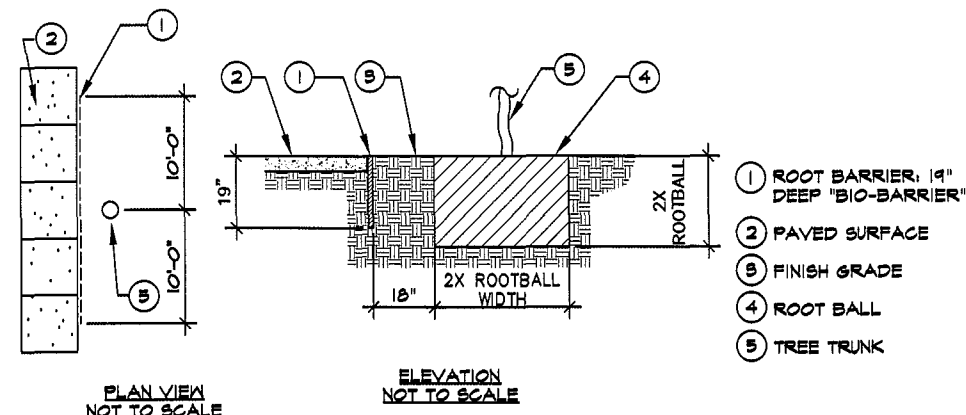 2
1
10'-0"
10'-0"
5
PLAN VIEW
NOT TO SCALE
2
1
3
5
4
19"
2X
ROOTBALL
18"
2X ROOTBALL
WIDTH
ELEVATION
NOT TO SCALE
1 ROOT BARRIER: 19"
DEEP "BIO-BARRIER"
2 PAVED SURFACE
3 FINISH GRADE
4 ROOT BALL
5 TREE TRUNK